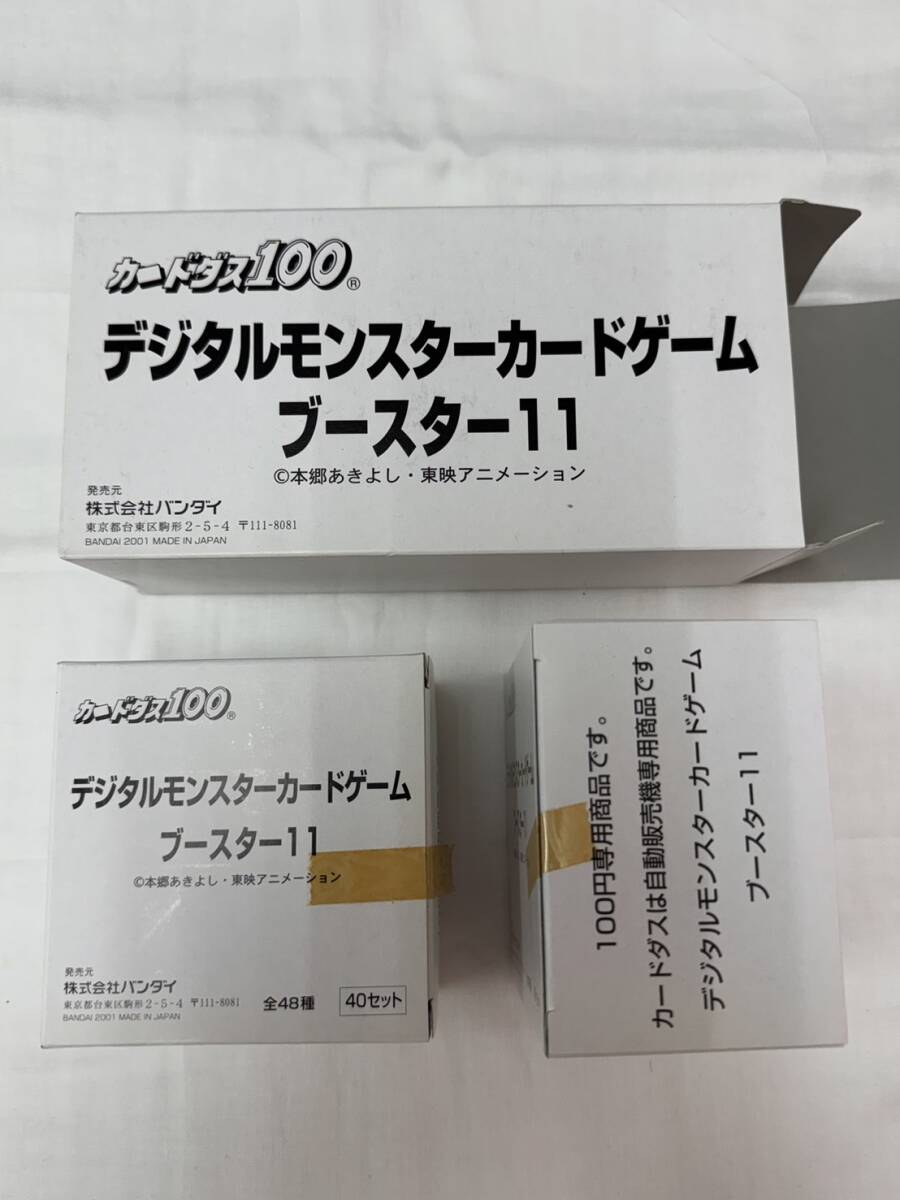 カードダス100®
デジタルモンスターカードゲーム
ブースター11
©本郷あきよし・東映アニメーション
発売元
株式会社バンダイ
東京都台東区駒形2-5-4 〒111-8081
BANDAI 2001 MADE IN JAPAN
カードダス100®
デジタルモンスターカードゲーム
ブースター11
©本郷あきよし・東映アニメーション
発売元
株式会社バンダイ
東京都台東区駒形2-5-4 〒111-8081
BANDAI 2001 MADE IN JAPAN
全48種
40セット
100円専用商品です。
カードダスは自動販売機専用商品です。
デジタルモンスターカードゲーム
ブースター11